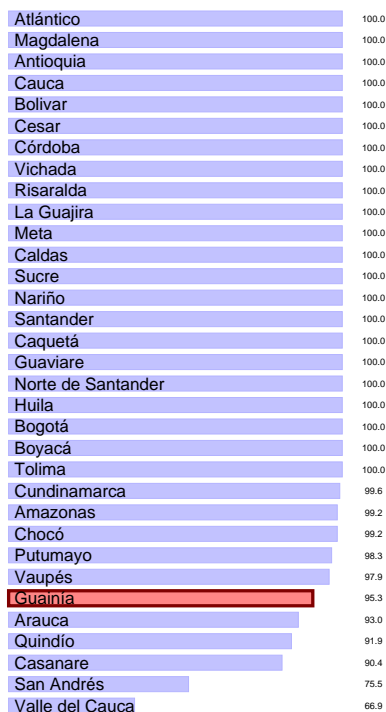 Atlántico 100.0
Magdalena 100.0
Antioquia 100.0
Cauca 100.0
Bolivar 100.0
Cesar 100.0
Córdoba 100.0
Vichada 100.0
Risaralda 100.0
La Guajira 100.0
Meta 100.0
Caldas 100.0
Sucre 100.0
Nariño 100.0
Santander 100.0
Caquetá 100.0
Guaviare 100.0
Norte de Santander 100.0
Huila 100.0
Bogotá 100.0
Boyacá 100.0
Tolima 100.0
Cundinamarca 99.6
Amazonas 99.2
Chocó 99.2
Putumayo 98.3
Vaupés 97.9
Guainía 95.3
Arauca 93.0
Quindío 91.9
Casanare 90.4
San Andrés 75.5
Valle del Cauca 66.9